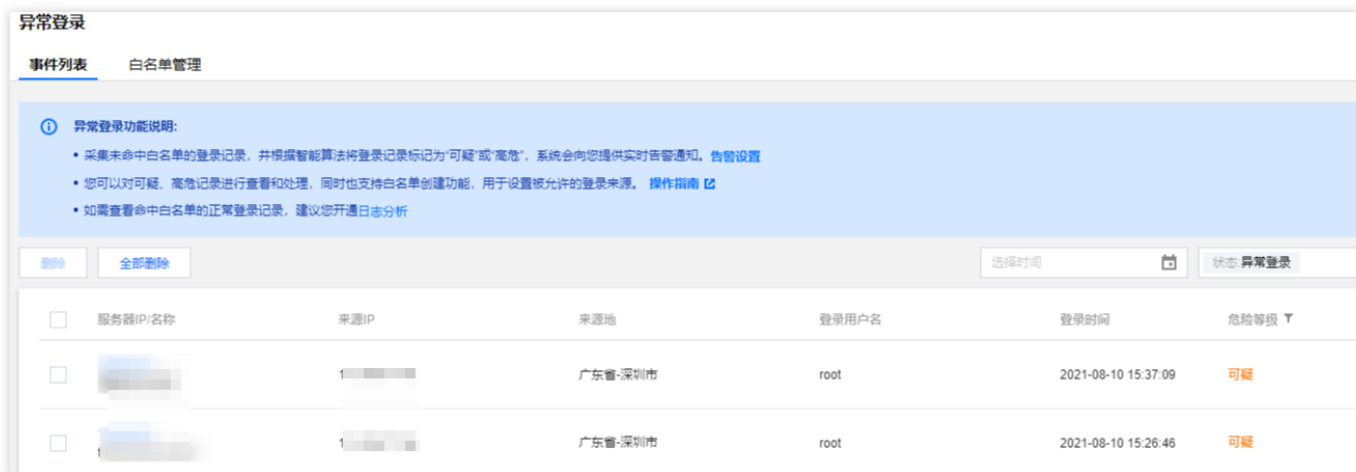 异常登录
事件列表 白名单管理
异常登录功能说明:
• 采集未命中白名单的登录记录，并根据智能算法将登录记录标记为“可疑”或“高危”，系统会向您提供实时告警通知。告警设置
• 您可以对可疑、高危记录进行查看和处理，同时也支持白名单创建功能，用于设置被允许的登录来源。 操作指南
• 如需查看命中白名单的正常登录记录，建议您开通日志分析
删除 全部删除 选择时间 状态:异常登录
服务器IP/名称 来源IP 来源地 登录用户名 登录时间 危险等级
1 广东省-深圳市 root 2021-08-10 15:37:09 可疑
1 广东省-深圳市 root 2021-08-10 15:26:46 可疑